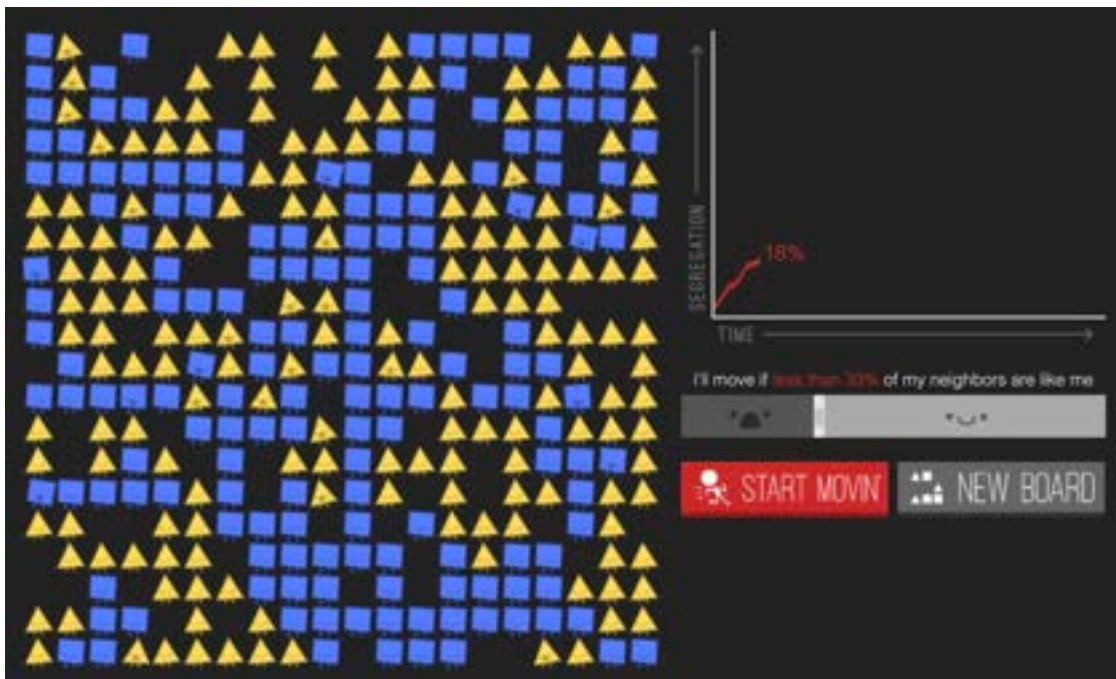 SEGREGATION
18%
TIME
I'll move if less than 33% of my neighbors are like me
START MOVIN'
NEW BOARD